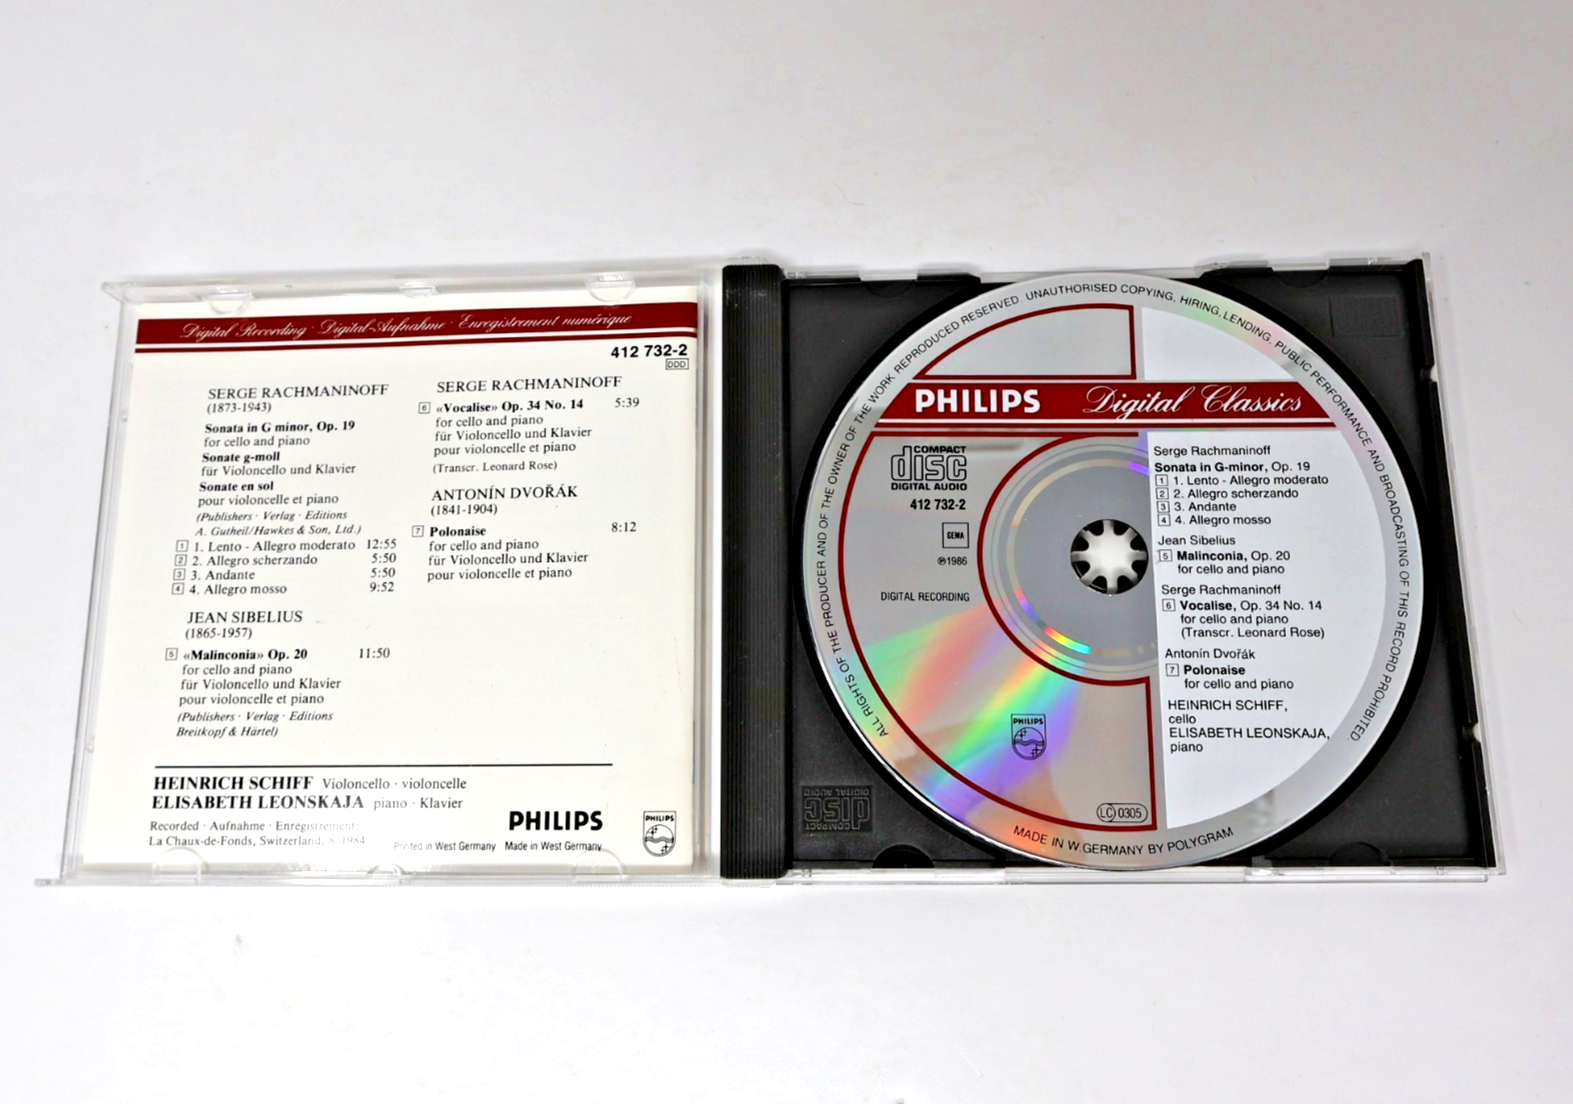 Digital Recording · Digital-Aufnahme · Enregistrement numérique
412 732-2
DDD
SERGE RACHMANINOFF
(1873-1943)
Sonata in G minor, Op. 19
for cello and piano
Sonate g-moll
für Violoncello und Klavier
Sonate en sol
pour violoncelle et piano
(Publishers · Verlag · Editions
A. Gutheil/Hawkes & Son, Ltd.)
1 1. Lento - Allegro moderato 12:55
2 2. Allegro scherzando 5:50
3 3. Andante 5:50
4 4. Allegro mosso 9:52
JEAN SIBELIUS
(1865-1957)
5 «Malinconia» Op. 20 11:50
for cello and piano
für Violoncello und Klavier
pour violoncelle et piano
(Publishers · Verlag · Editions
Breitkopf & Härtel)
SERGE RACHMANINOFF
6 «Vocalise» Op. 34 No. 14 5:39
for cello and piano
für Violoncello und Klavier
pour violoncelle et piano
(Transcr. Leonard Rose)
ANTONÍN DVOŘÁK
(1841-1904)
7 Polonaise 8:12
for cello and piano
für Violoncello und Klavier
pour violoncelle et piano
HEINRICH SCHIFF Violoncello · violoncelle
ELISABETH LEONSKAJA piano · Klavier
Recorded · Aufnahme · Enregistrement:
La Chaux-de-Fonds, Switzerland, 1984
Printed in West Germany Made in West Germany
PHILIPS
PHILIPS
ALL RIGHTS OF THE PRODUCER AND OF THE OWNER OF THE WORK REPRODUCED RESERVED. UNAUTHORISED COPYING, HIRING, LENDING, PUBLIC PERFORMANCE AND BROADCASTING OF THIS RECORD PROHIBITED.
PHILIPS Digital Classics
COMPACT
disc
DIGITAL AUDIO
412 732-2
GEMA
℗1986
DIGITAL RECORDING
PHILIPS
LC 0305
Serge Rachmaninoff
Sonata in G-minor, Op. 19
1 1. Lento - Allegro moderato
2 2. Allegro scherzando
3 3. Andante
4 4. Allegro mosso
Jean Sibelius
5 Malinconia, Op. 20
for cello and piano
Serge Rachmaninoff
6 Vocalise, Op. 34 No. 14
for cello and piano
(Transcr. Leonard Rose)
Antonín Dvořák
7 Polonaise
for cello and piano
HEINRICH SCHIFF,
cello
ELISABETH LEONSKAJA,
piano
MADE IN W.GERMANY BY POLYGRAM
COMPACT
disc
DIGITAL AUDIO